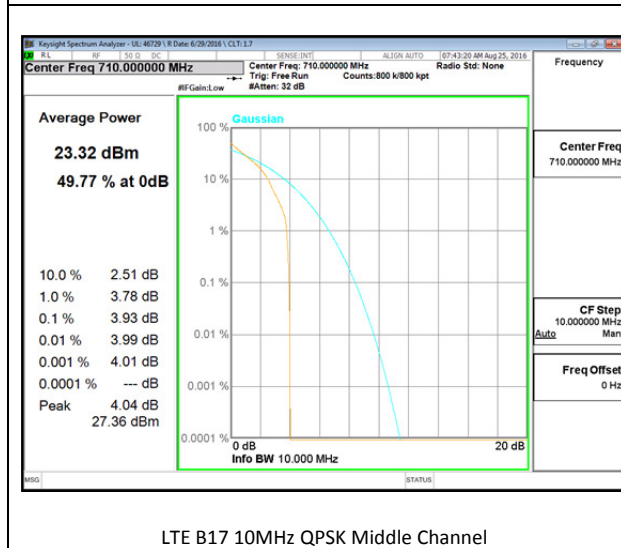 Keysight Spectrum Analyzer - UL: 46729 \ R Date: 6/29/2016 \ CLT: 1.7
RL RF 50 Ω DC SENSE:INT ALIGN AUTO 07:43:20 AM Aug 25, 2016
Center Freq 710.000000 MHz
Center Freq: 710.000000 MHz Radio Std: None
Trig: Free Run Counts:800 k/800 kpt
#IFGain:Low #Atten: 32 dB
Frequency
Average Power
23.32 dBm
49.77 % at 0dB
10.0 % 2.51 dB
1.0 % 3.78 dB
0.1 % 3.93 dB
0.01 % 3.99 dB
0.001 % 4.01 dB
0.0001 % --- dB
Peak 4.04 dB
27.36 dBm
Gaussian
100 %
10 %
1 %
0.1 %
0.01 %
0.001 %
0.0001 %
0 dB 20 dB
Info BW 10.000 MHz
Center Freq
710.000000 MHz
CF Step
10.000000 MHz
Auto Man
Freq Offset
0 Hz
MSG STATUS
LTE B17 10MHz QPSK Middle Channel